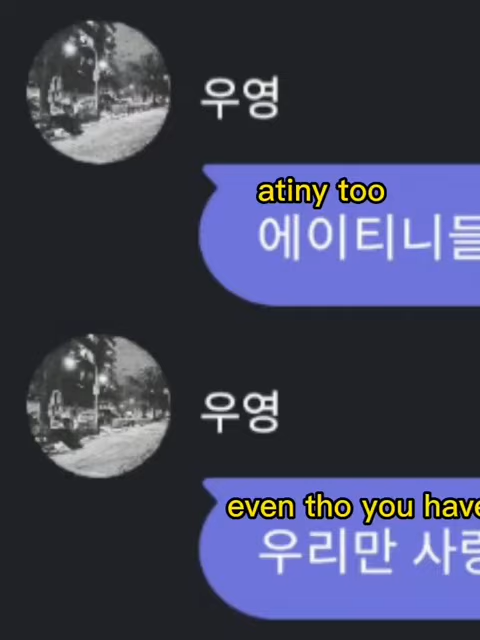 우영
atiny too
에이티니들
우영
even tho you have
우리만 사랑